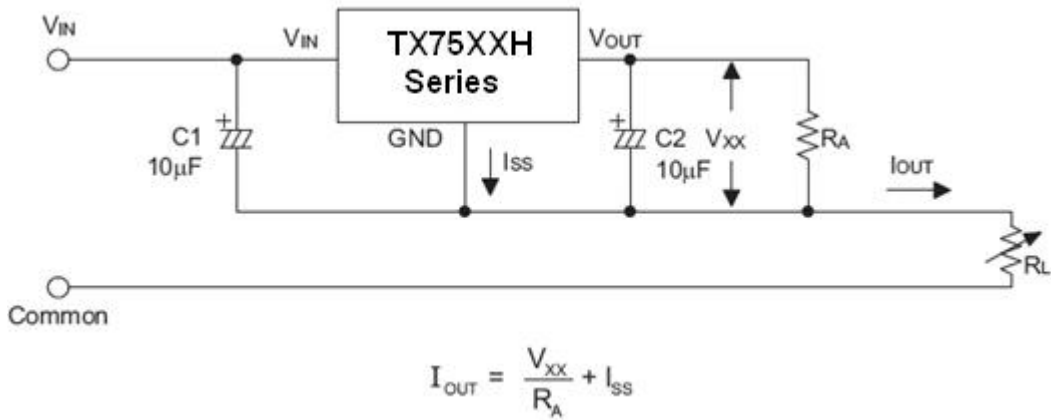 VIN
VIN
TX75XXH
Series
VOUT
GND
ISS
C1
10μF
C2
10μF
VXX
RA
IOUT
RL
Common
IOUT = VXX / RA + ISS